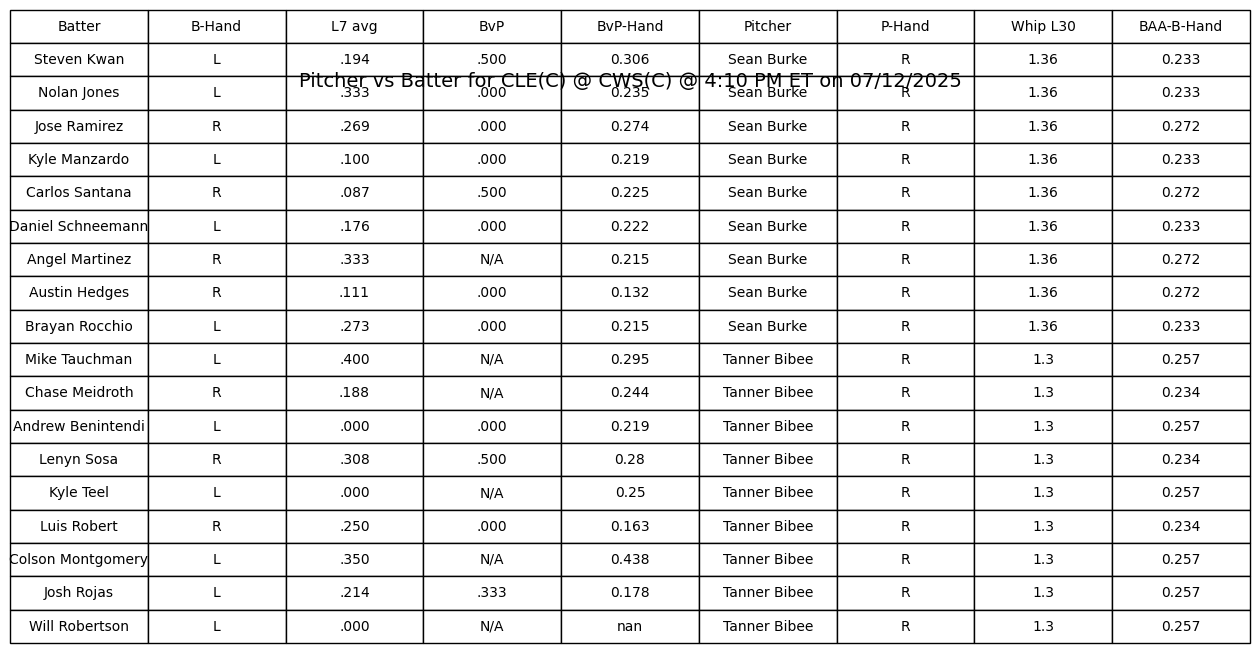 Batter B-Hand L7 avg BvP BvP-Hand Pitcher P-Hand Whip L30 BAA-B-Hand
Steven Kwan L .194 .500 0.306 Sean Burke R 1.36 0.233
Pitcher vs Batter for CLE(C) @ CWS(C) @ 4:10 PM ET on 07/12/2025
Nolan Jones L .333 .000 0.235 Sean Burke R 1.36 0.233
Jose Ramirez R .269 .000 0.274 Sean Burke R 1.36 0.272
Kyle Manzardo L .100 .000 0.219 Sean Burke R 1.36 0.233
Carlos Santana R .087 .500 0.225 Sean Burke R 1.36 0.272
Daniel Schneemann L .176 .000 0.222 Sean Burke R 1.36 0.233
Angel Martinez R .333 N/A 0.215 Sean Burke R 1.36 0.272
Austin Hedges R .111 .000 0.132 Sean Burke R 1.36 0.272
Brayan Rocchio L .273 .000 0.215 Sean Burke R 1.36 0.233
Mike Tauchman L .400 N/A 0.295 Tanner Bibee R 1.3 0.257
Chase Meidroth R .188 N/A 0.244 Tanner Bibee R 1.3 0.234
Andrew Benintendi L .000 .000 0.219 Tanner Bibee R 1.3 0.257
Lenyn Sosa R .308 .500 0.28 Tanner Bibee R 1.3 0.234
Kyle Teel L .000 N/A 0.25 Tanner Bibee R 1.3 0.257
Luis Robert R .250 .000 0.163 Tanner Bibee R 1.3 0.234
Colson Montgomery L .350 N/A 0.438 Tanner Bibee R 1.3 0.257
Josh Rojas L .214 .333 0.178 Tanner Bibee R 1.3 0.257
Will Robertson L .000 N/A nan Tanner Bibee R 1.3 0.257